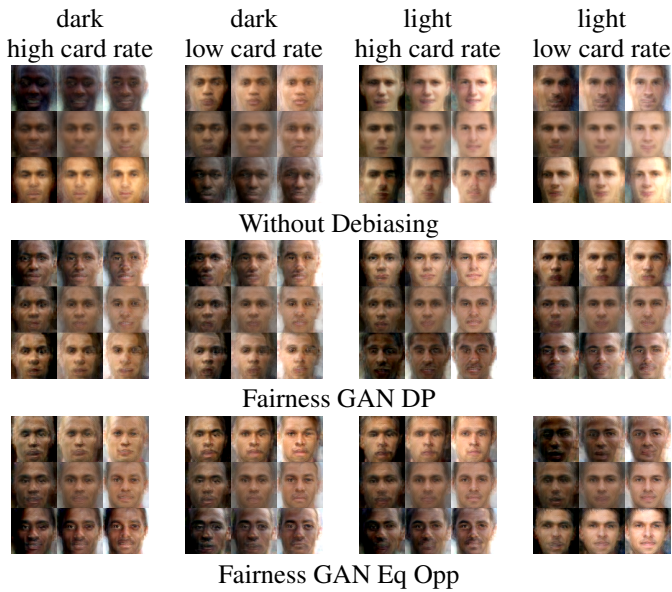 dark
high card rate
dark
low card rate
light
high card rate
light
low card rate
Without Debiasing
Fairness GAN DP
Fairness GAN Eq Opp